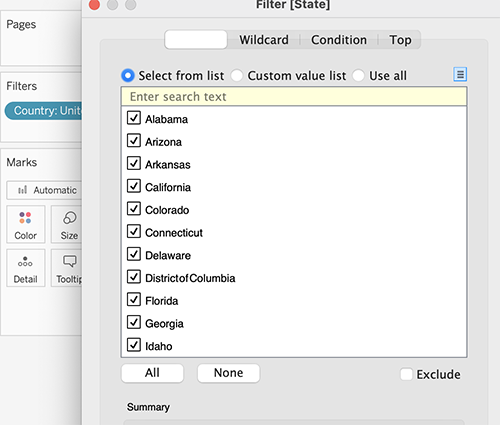 Filter [State]
Pages
Wildcard
Condition
Top
Filters
Select from list
Custom value list
Use all
Country:
Enter search text
Alabama
Arizona
Arkansas
California
Colorado
Connecticut
Delaware
DistrictofColumbia
Florida
Georgia
Idaho
Marks
Automatic
Color
Size
Detail
Tooltip
All
None
Exclude
Summary